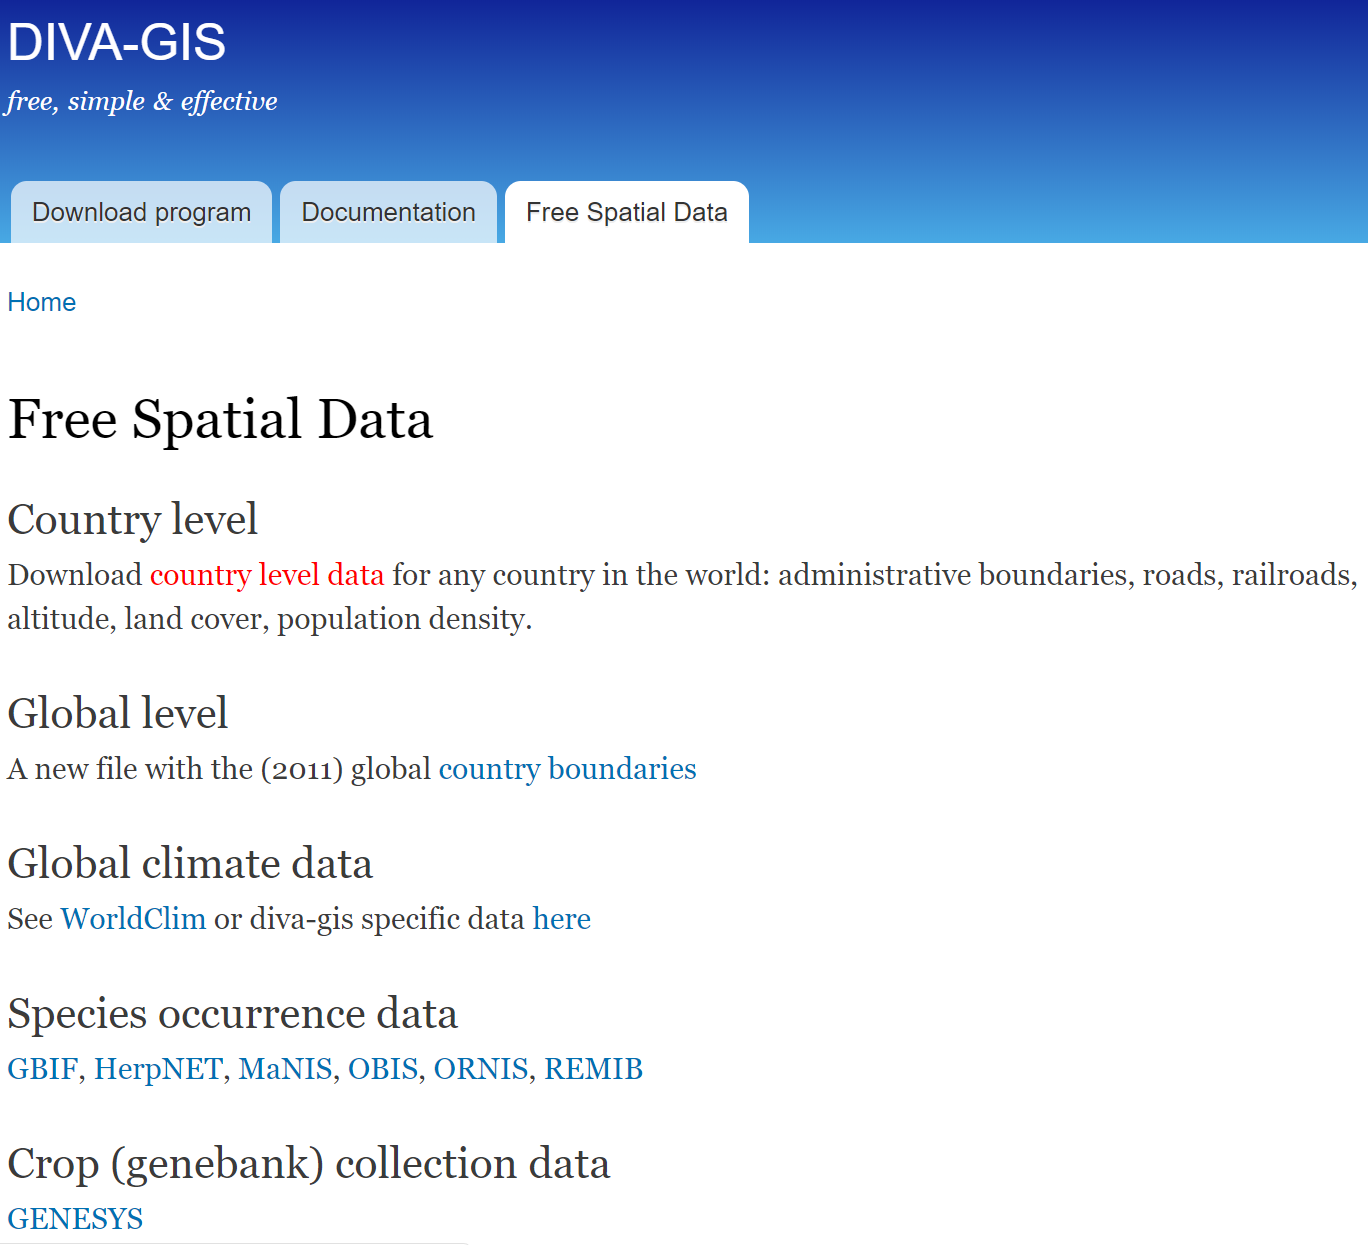 DIVA-GIS
free, simple & effective
Download program
Documentation
Free Spatial Data
Home
Free Spatial Data
Country level
Download country level data for any country in the world: administrative boundaries, roads, railroads,
altitude, land cover, population density.
Global level
A new file with the (2011) global country boundaries
Global climate data
See WorldClim or diva-gis specific data here
Species occurrence data
GBIF, HerpNET, MaNIS, OBIS, ORNIS, REMIB
Crop (genebank) collection data
GENESYS